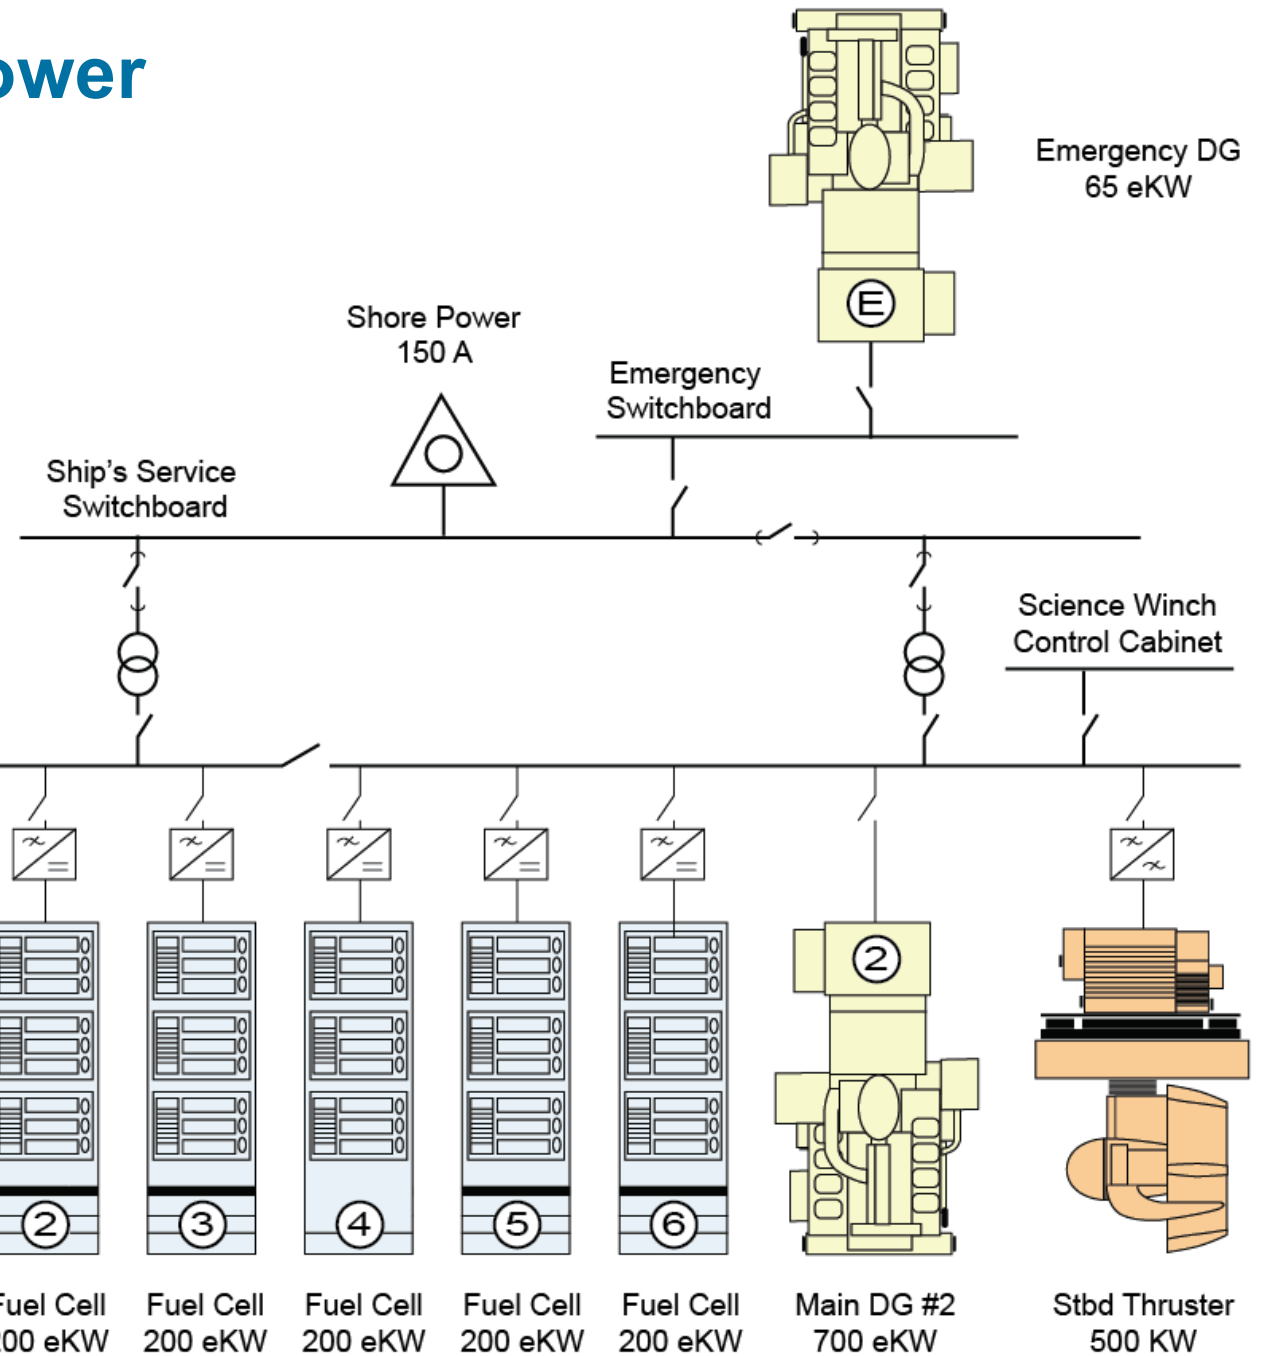 ower
Emergency DG
65 eKW
E
Shore Power
150 A
Emergency
Switchboard
Ship's Service
Switchboard
Science Winch
Control Cabinet
2
2
3
4
5
6
Fuel Cell
200 eKW
Fuel Cell
200 eKW
Fuel Cell
200 eKW
Fuel Cell
200 eKW
Fuel Cell
200 eKW
Main DG #2
700 eKW
Stbd Thruster
500 KW